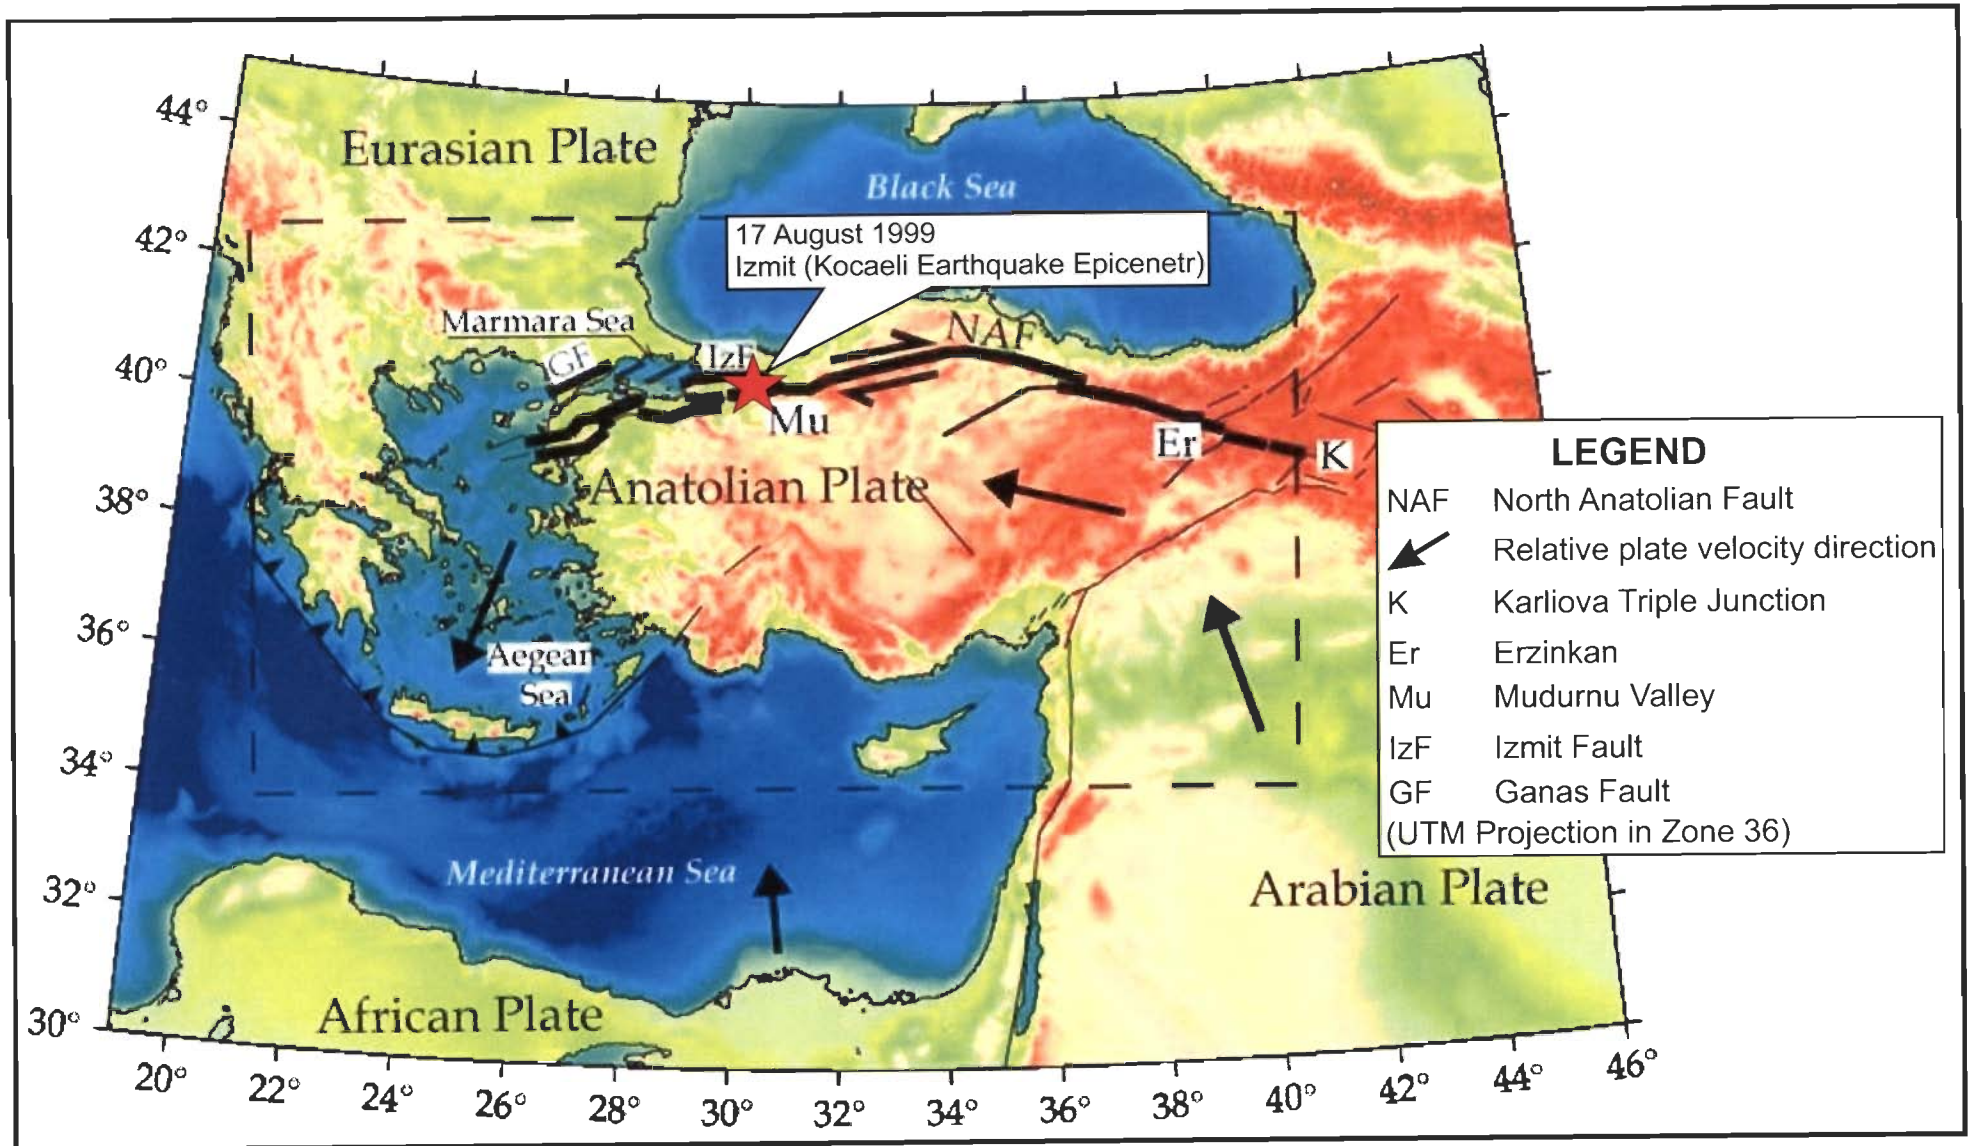 44°
Eurasian Plate
Black Sea
42°
17 August 1999
Izmit (Kocaeli Earthquake Epicenetr)
Marmara Sea
NAF
GF
IzF
40°
Mu
Er
K
38°
Anatolian Plate
36°
Aegean
Sea
34°
Mediterranean Sea
32°
Arabian Plate
30°
African Plate
20°
22°
24°
26°
28°
30°
32°
34°
36°
38°
40°
42°
44°
46°
LEGEND
NAF North Anatolian Fault
Relative plate velocity direction
K Karliova Triple Junction
Er Erzinkan
Mu Mudurnu Valley
IzF Izmit Fault
GF Ganas Fault
(UTM Projection in Zone 36)